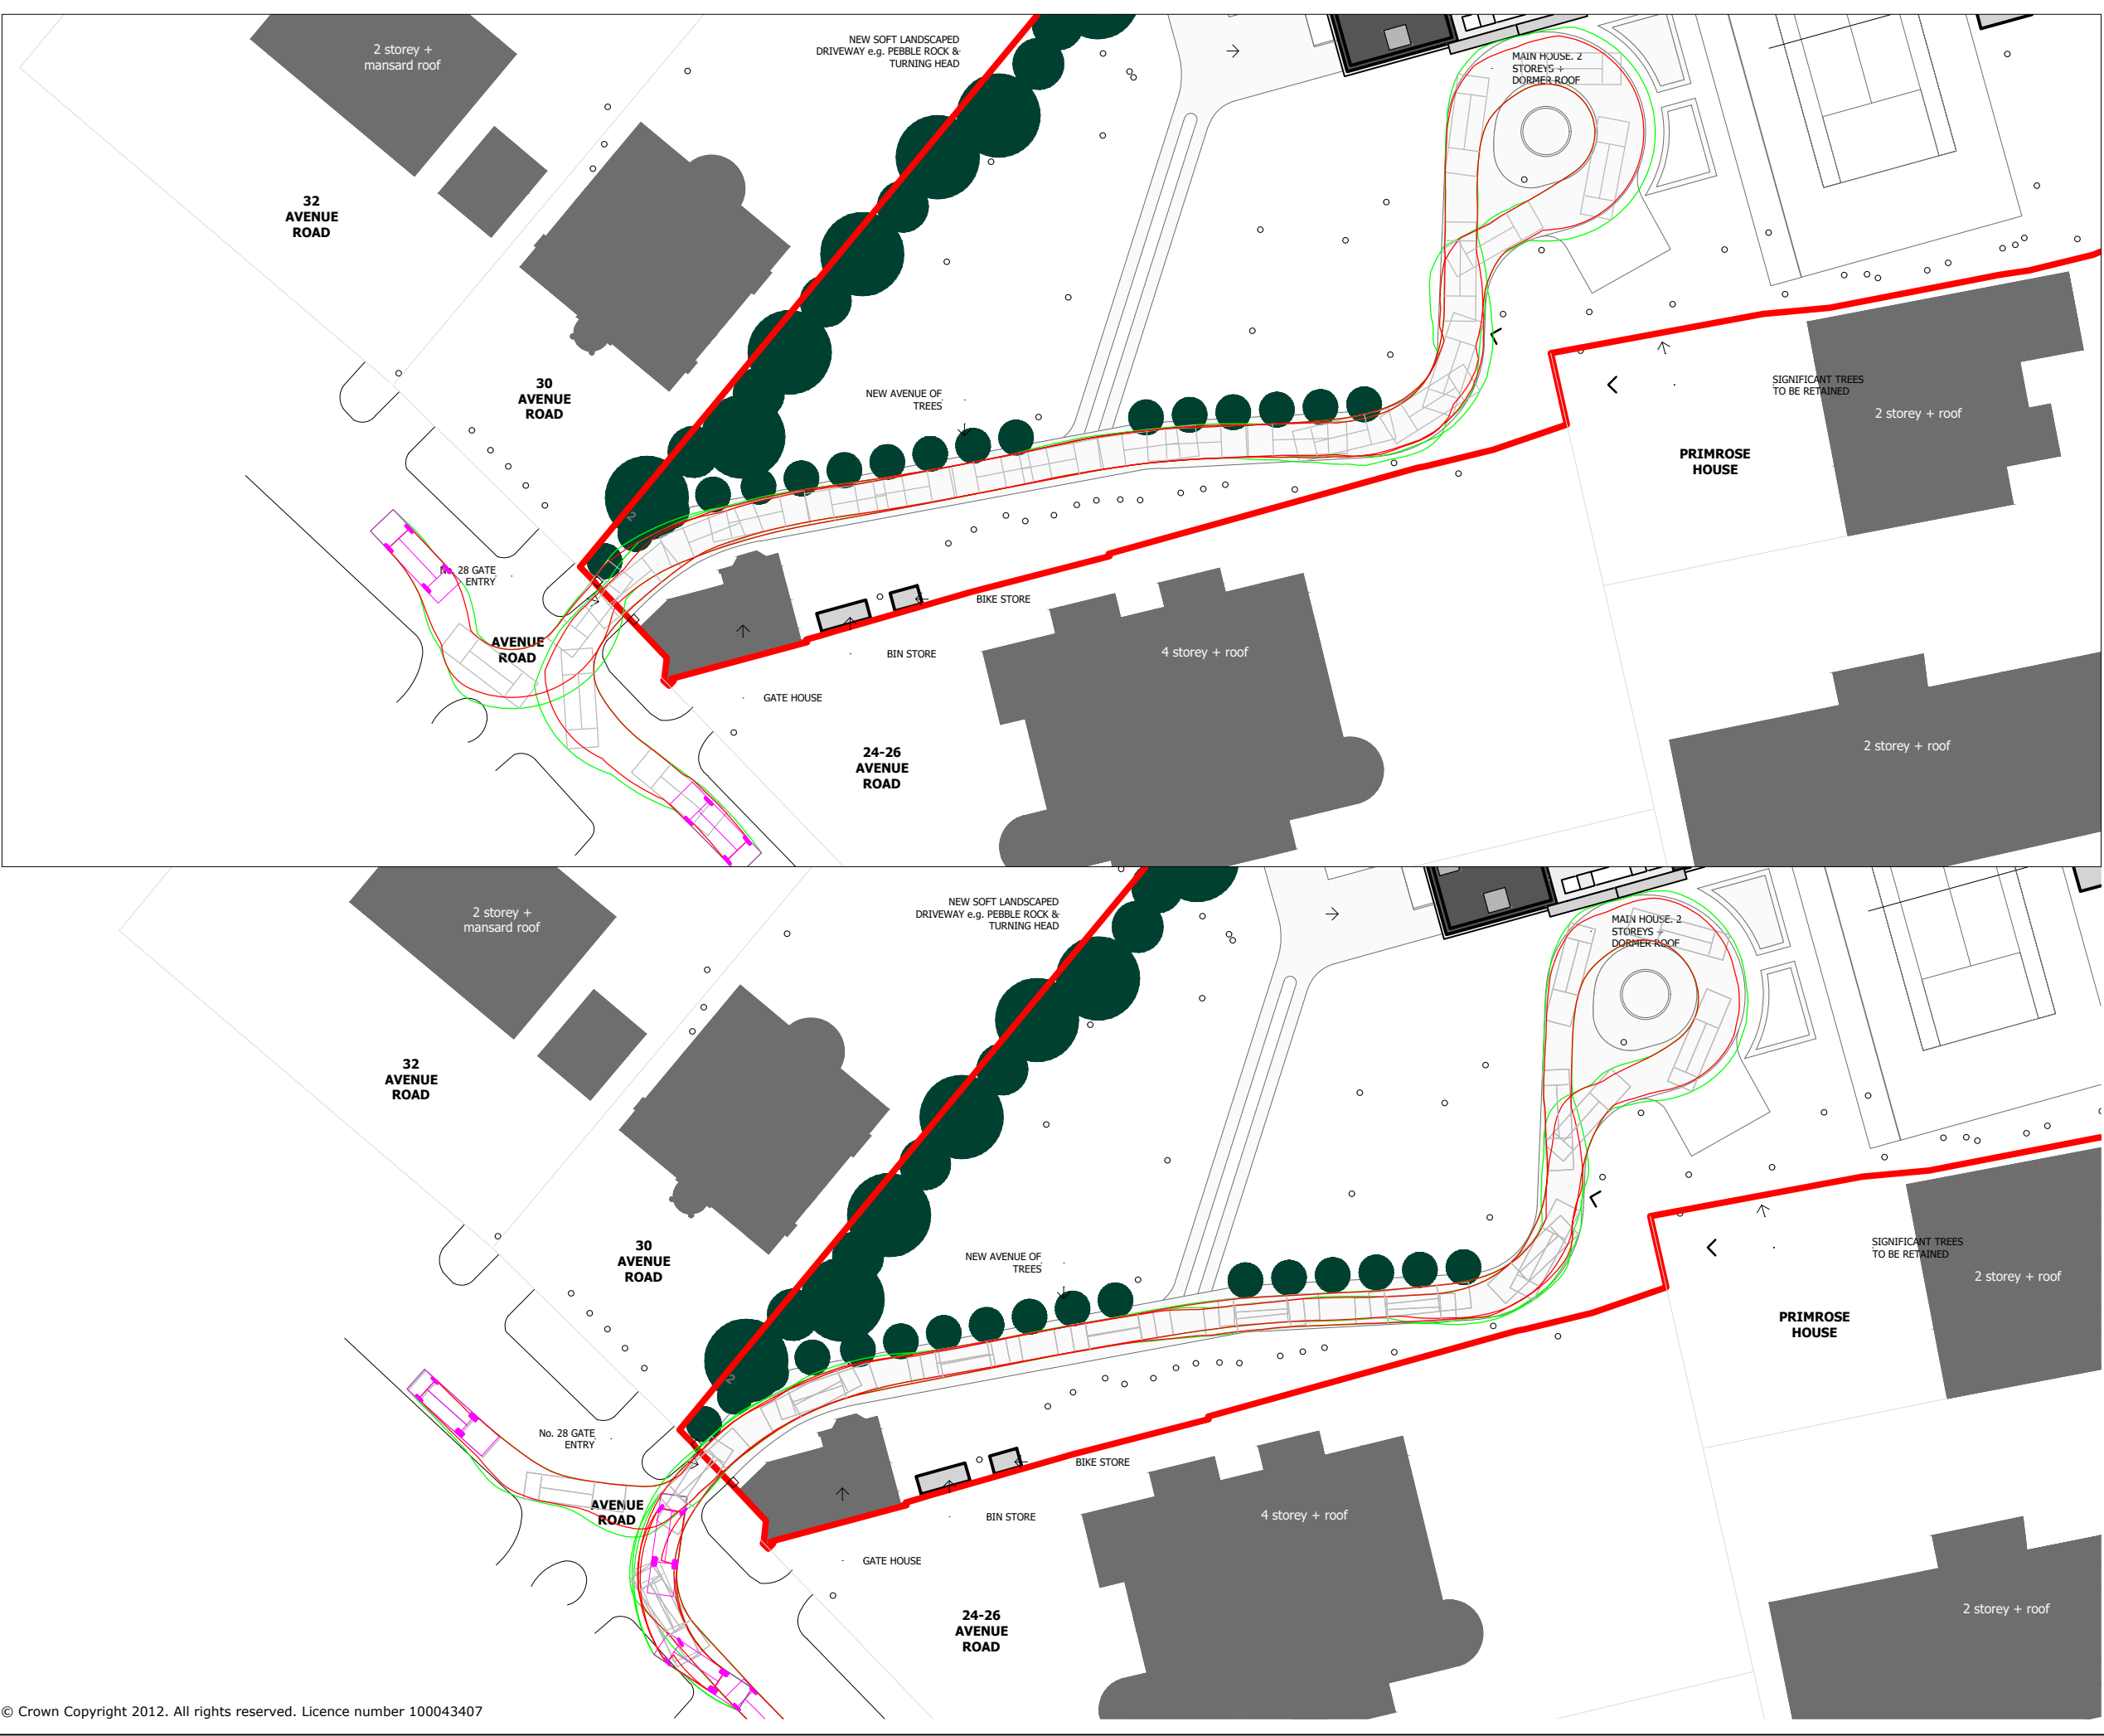 2 storey +
mansard roof
NEW SOFT LANDSCAPED
DRIVEWAY e.g. PEBBLE ROCK &
TURNING HEAD
MAIN HOUSE. 2
STOREYS +
DORMER ROOF
32
AVENUE
ROAD
30
AVENUE
ROAD
NEW AVENUE OF
TREES
SIGNIFICANT TREES
TO BE RETAINED
2 storey + roof
PRIMROSE
HOUSE
2
No. 28 GATE
ENTRY
BIKE STORE
AVENUE
ROAD
BIN STORE
4 storey + roof
GATE HOUSE
24-26
AVENUE
ROAD
2 storey + roof
2 storey +
mansard roof
NEW SOFT LANDSCAPED
DRIVEWAY e.g. PEBBLE ROCK &
TURNING HEAD
MAIN HOUSE. 2
STOREYS +
DORMER ROOF
32
AVENUE
ROAD
30
AVENUE
ROAD
NEW AVENUE OF
TREES
SIGNIFICANT TREES
TO BE RETAINED
2 storey + roof
PRIMROSE
HOUSE
2
No. 28 GATE
ENTRY
BIKE STORE
AVENUE
ROAD
BIN STORE
4 storey + roof
GATE HOUSE
24-26
AVENUE
ROAD
2 storey + roof
© Crown Copyright 2012. All rights reserved. Licence number 100043407